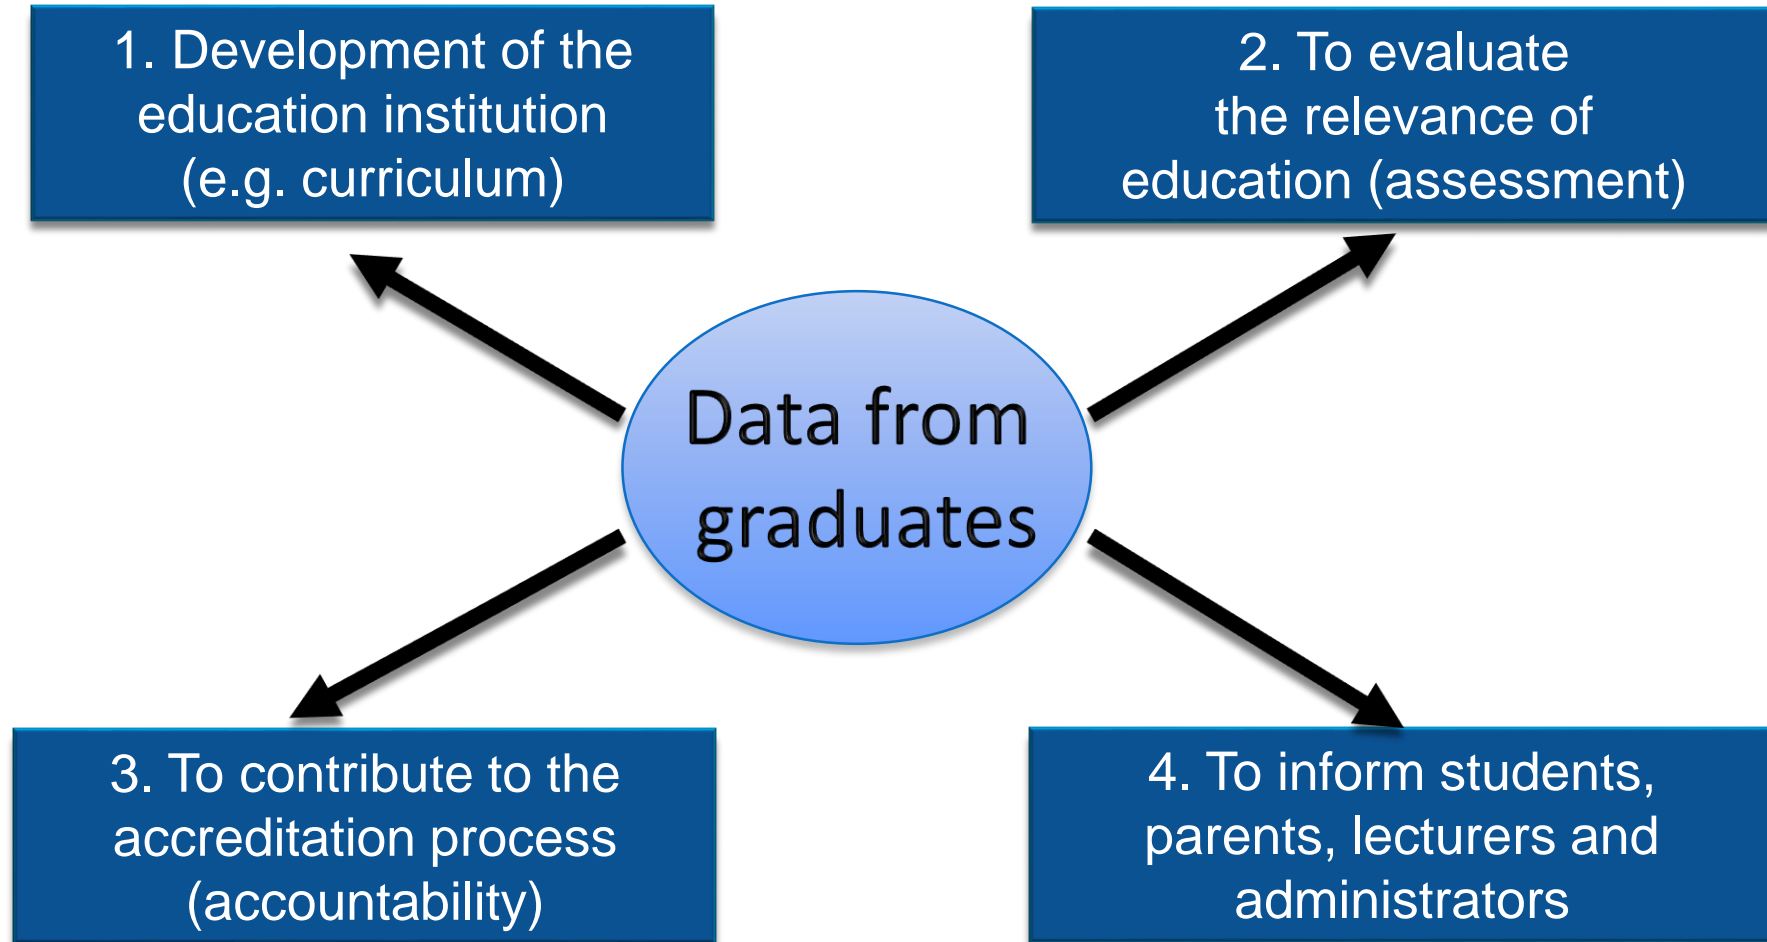 1. Development of the
education institution
(e.g. curriculum)
2. To evaluate
the relevance of
education (assessment)
Data from
graduates
3. To contribute to the
accreditation process
(accountability)
4. To inform students,
parents, lecturers and
administrators